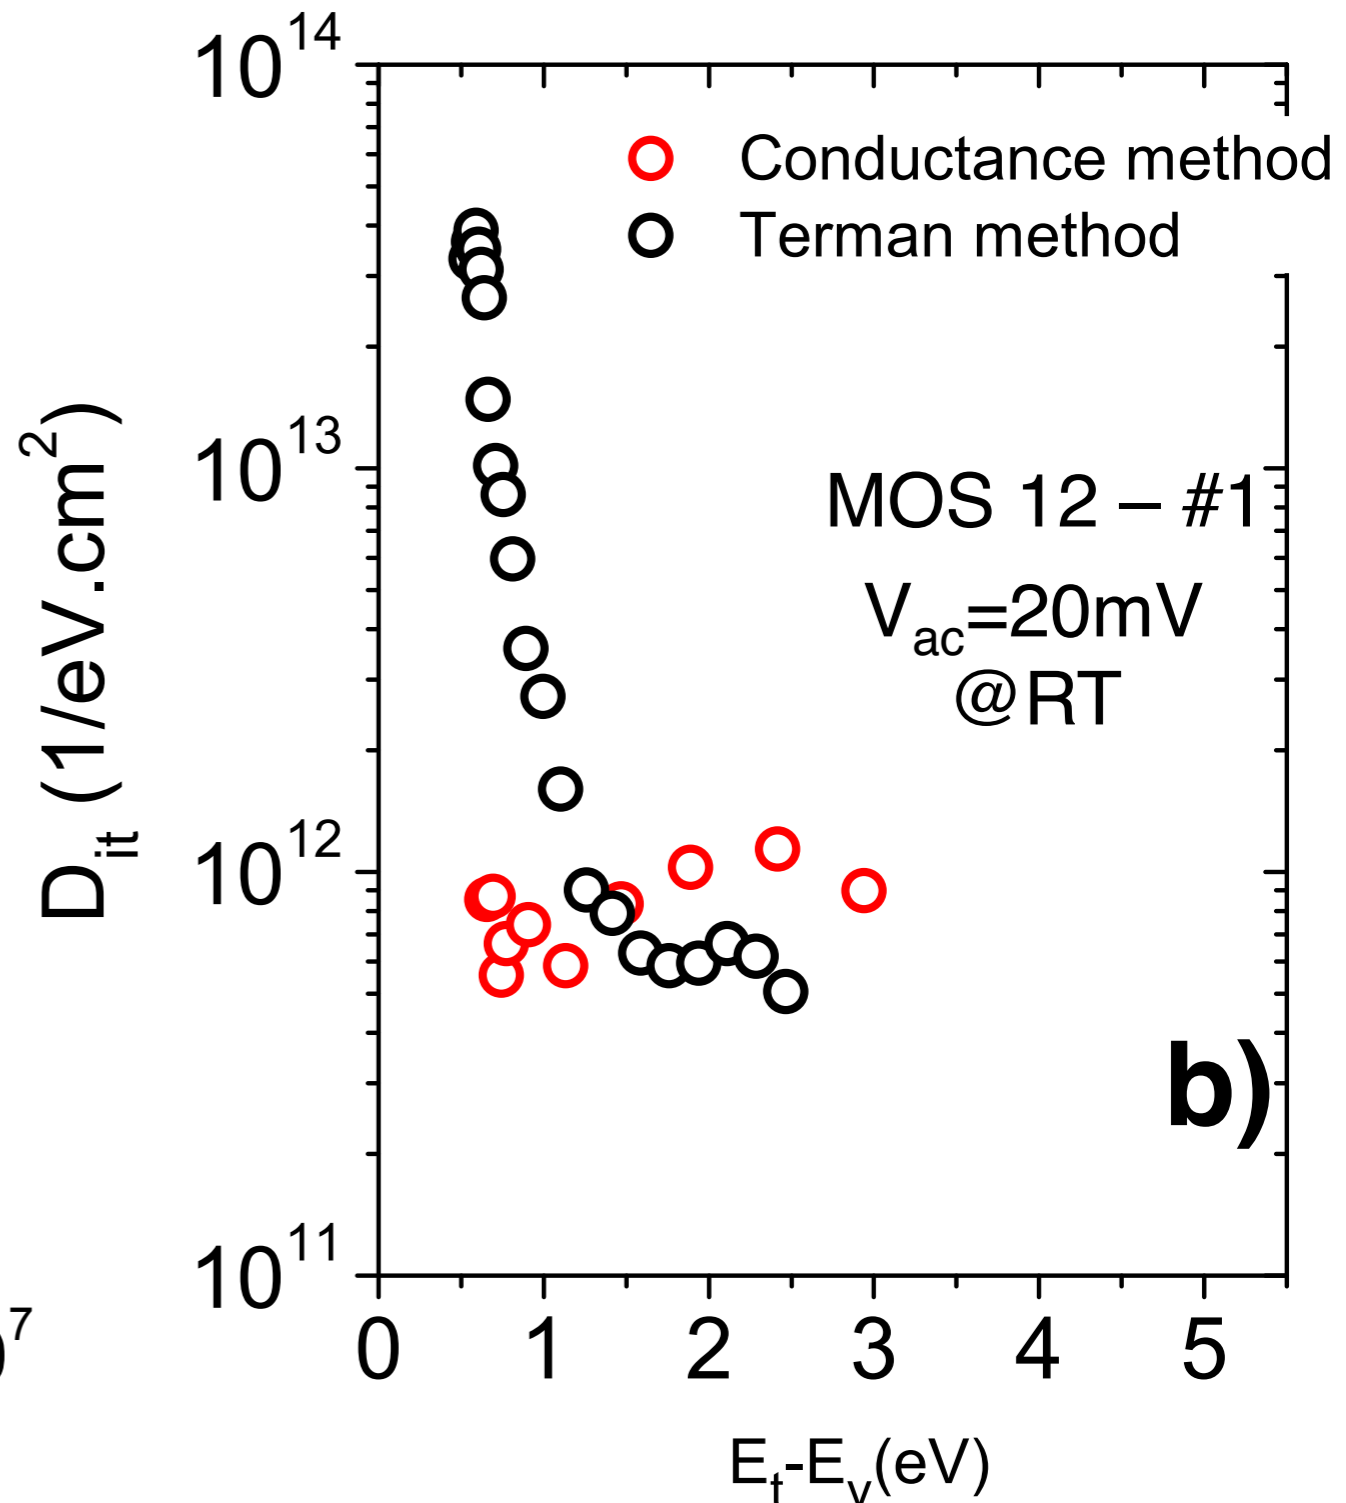 10^14
Conductance method
Terman method
10^13
MOS 12 – #1
V_ac=20mV
@RT
D_it (1/eV.cm^2)
10^12
b)
10^11
0 1 2 3 4 5
E_t-E_v(eV)